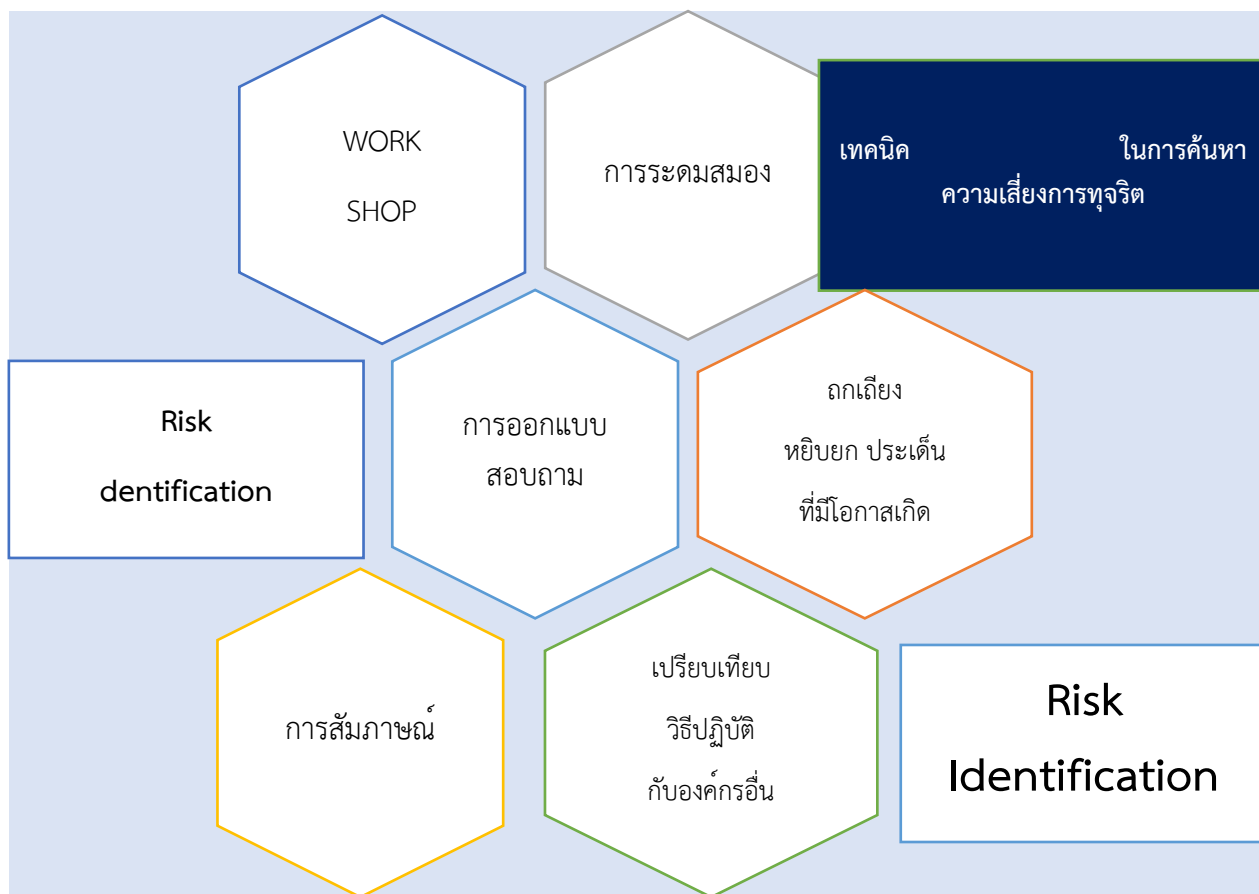 WORK
SHOP
การระดมสมอง
เทคนิค ในการค้นหา
ความเสี่ยงการทุจริต
Risk
dentification
การออกแบบ
สอบถาม
ถกเถียง
หยิบยก ประเด็น
ที่มีโอกาสเกิด
การสัมภาษณ์
เปรียบเทียบ
วิธีปฏิบัติ
กับองค์กรอื่น
Risk
Identification